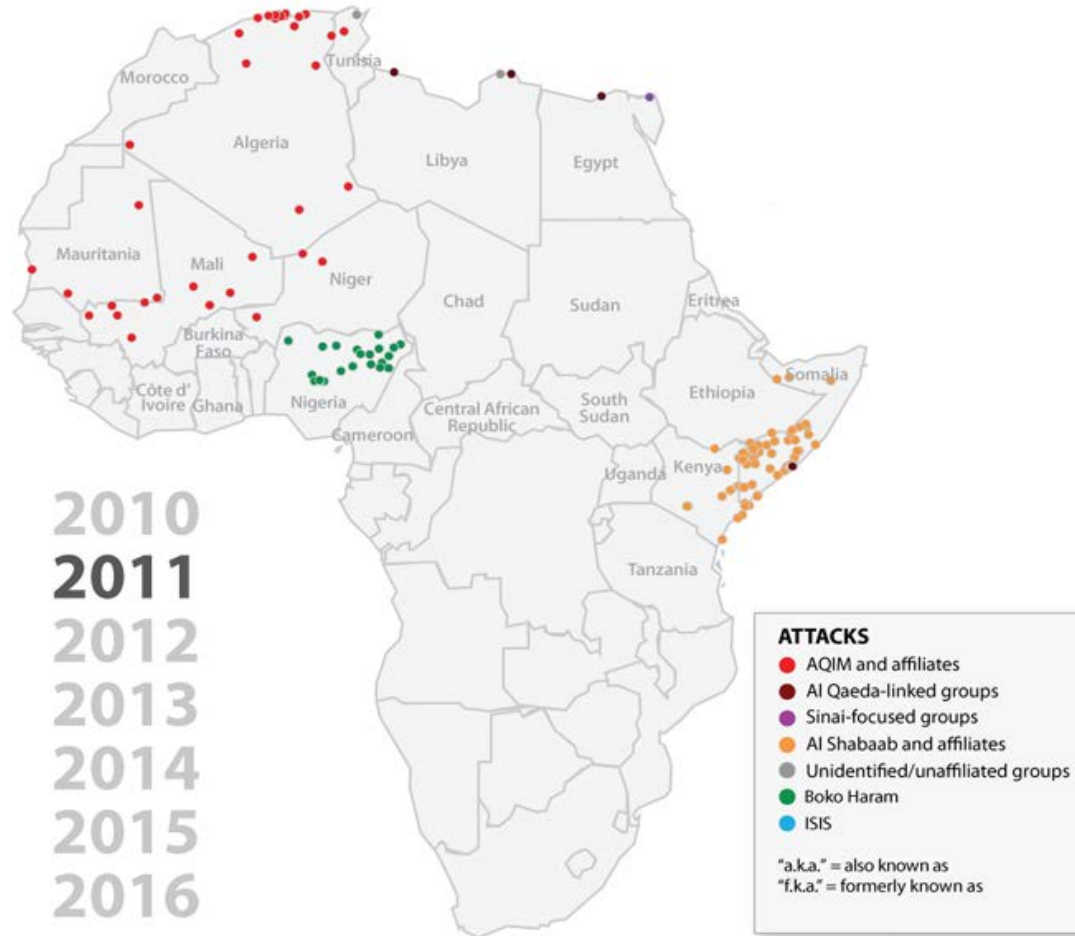 Tunisia
Morocco
Algeria
Libya
Egypt
Mauritania
Mali
Niger
Chad
Sudan
Eritrea
Burkina
Faso
Côte d'
Ivoire
Ghana
Nigeria
Cameroon
Central African
Republic
South
Sudan
Ethiopia
Somalia
Uganda
Kenya
Tanzania
2010
2011
2012
2013
2014
2015
2016
ATTACKS
AQIM and affiliates
Al Qaeda-linked groups
Sinai-focused groups
Al Shabaab and affiliates
Unidentified/unaffiliated groups
Boko Haram
ISIS
"a.k.a." = also known as
"f.k.a." = formerly known as